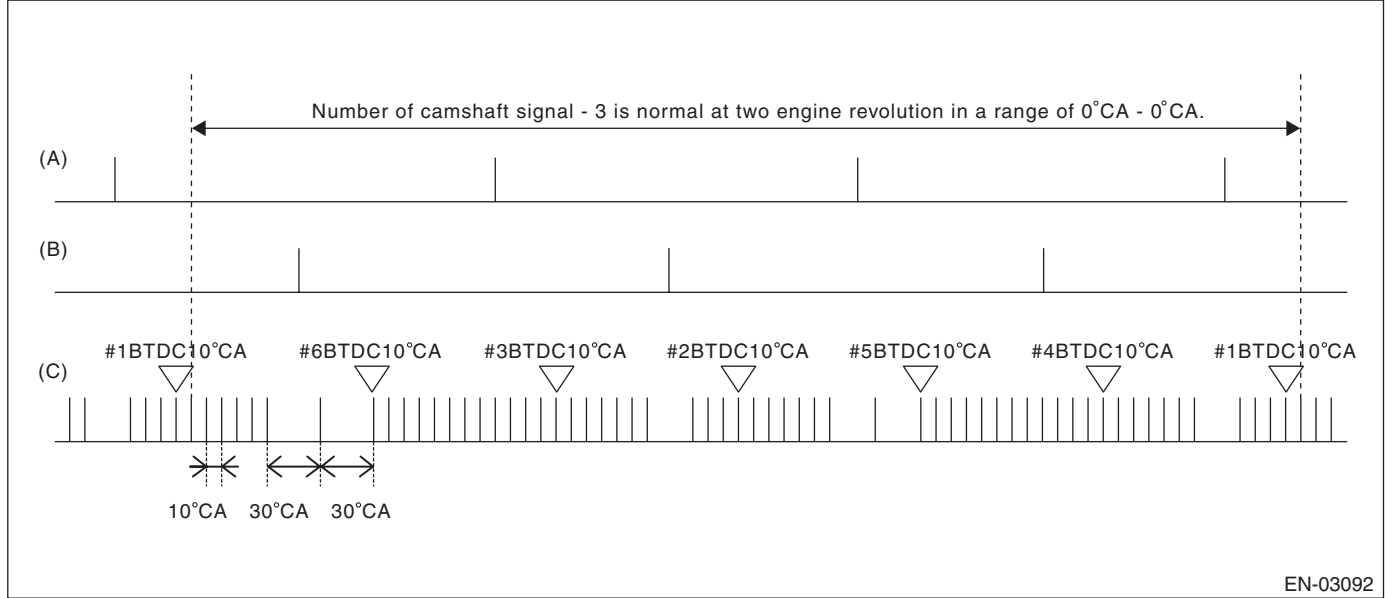 Number of camshaft signal - 3 is normal at two engine revolution in a range of 0°CA - 0°CA.
(A)
(B)
#1BTDC10°CA #6BTDC10°CA #3BTDC10°CA #2BTDC10°CA #5BTDC10°CA #4BTDC10°CA #1BTDC10°CA
(C)
10°CA 30°CA 30°CA
EN-03092